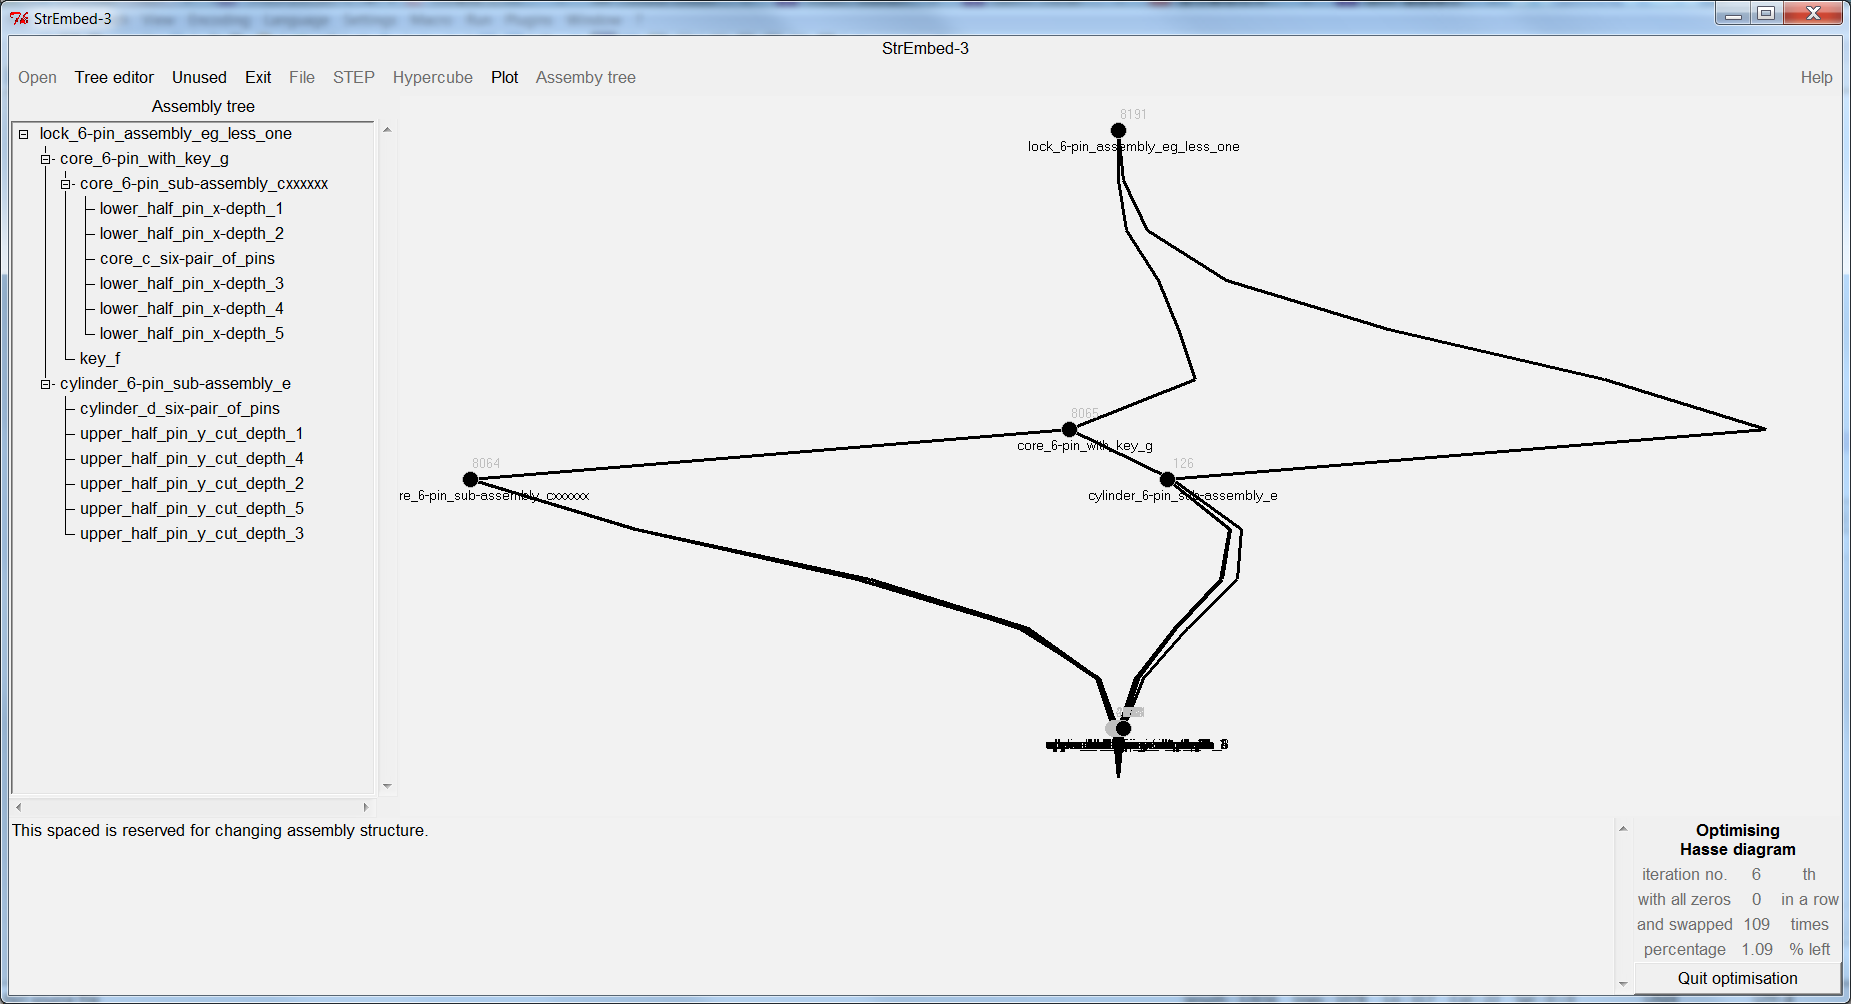 StrEmbed-3
StrEmbed-3
Open Tree editor Unused Exit File STEP Hypercube Plot Assemby tree Help
Assembly tree
lock_6-pin_assembly_eg_less_one
core_6-pin_with_key_g
core_6-pin_sub-assembly_cxxxxxx
lower_half_pin_x-depth_1
lower_half_pin_x-depth_2
core_c_six-pair_of_pins
lower_half_pin_x-depth_3
lower_half_pin_x-depth_4
lower_half_pin_x-depth_5
key_f
cylinder_6-pin_sub-assembly_e
cylinder_d_six-pair_of_pins
upper_half_pin_y_cut_depth_1
upper_half_pin_y_cut_depth_4
upper_half_pin_y_cut_depth_2
upper_half_pin_y_cut_depth_5
upper_half_pin_y_cut_depth_3
8191
lock_6-pin_assembly_eg_less_one
8065
core_6-pin_with_key_g
8064
re_6-pin_sub-assembly_cxxxxxx
126
cylinder_6-pin_sub-assembly_e
This spaced is reserved for changing assembly structure.
Optimising
Hasse diagram
iteration no. 6 th
with all zeros 0 in a row
and swapped 109 times
percentage 1.09 % left
Quit optimisation